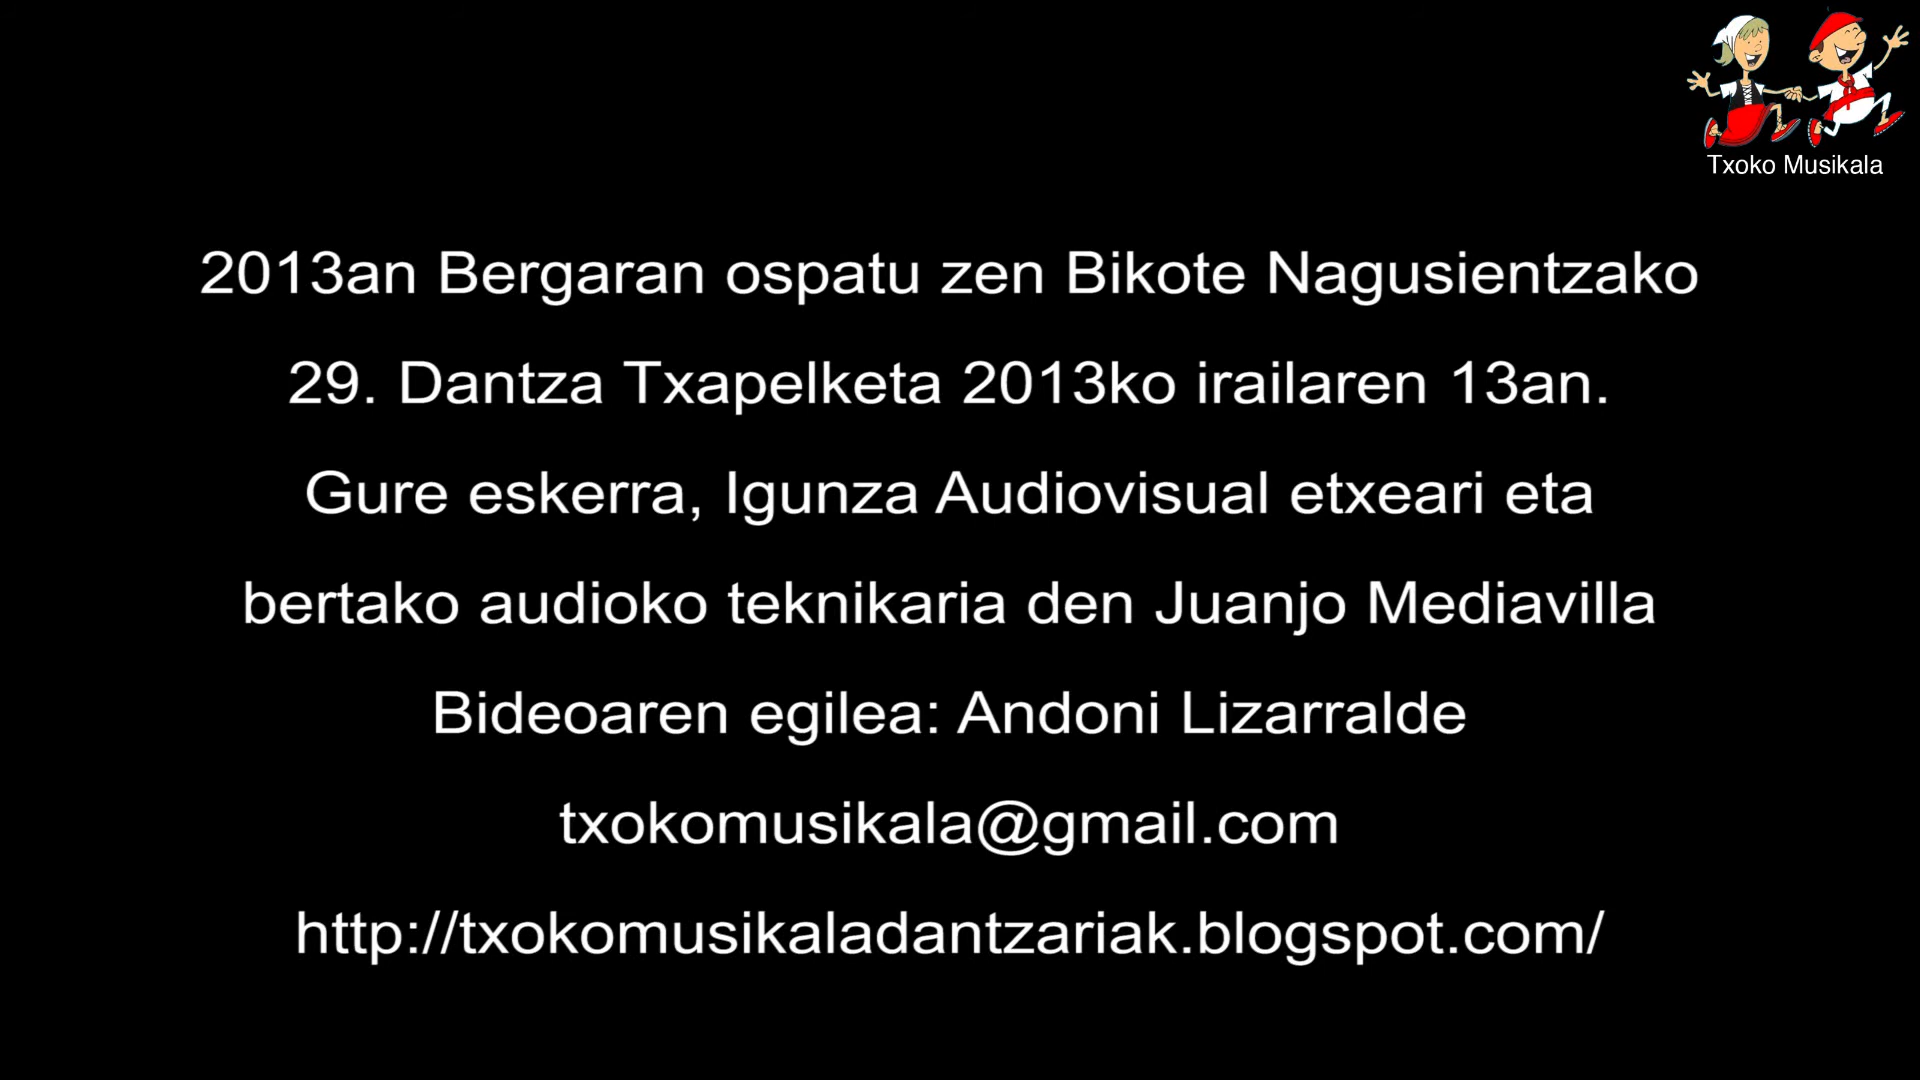 Txoko Musikala
2013an Bergaran ospatu zen Bikote Nagusientzako
29. Dantza Txapelketa 2013ko irailaren 13an.
Gure eskerra, Igunza Audiovisual etxeari eta
bertako audioko teknikaria den Juanjo Mediavilla
Bideoaren egilea: Andoni Lizarralde
txokomusikala@gmail.com
http://txokomusikaladantzariak.blogspot.com/